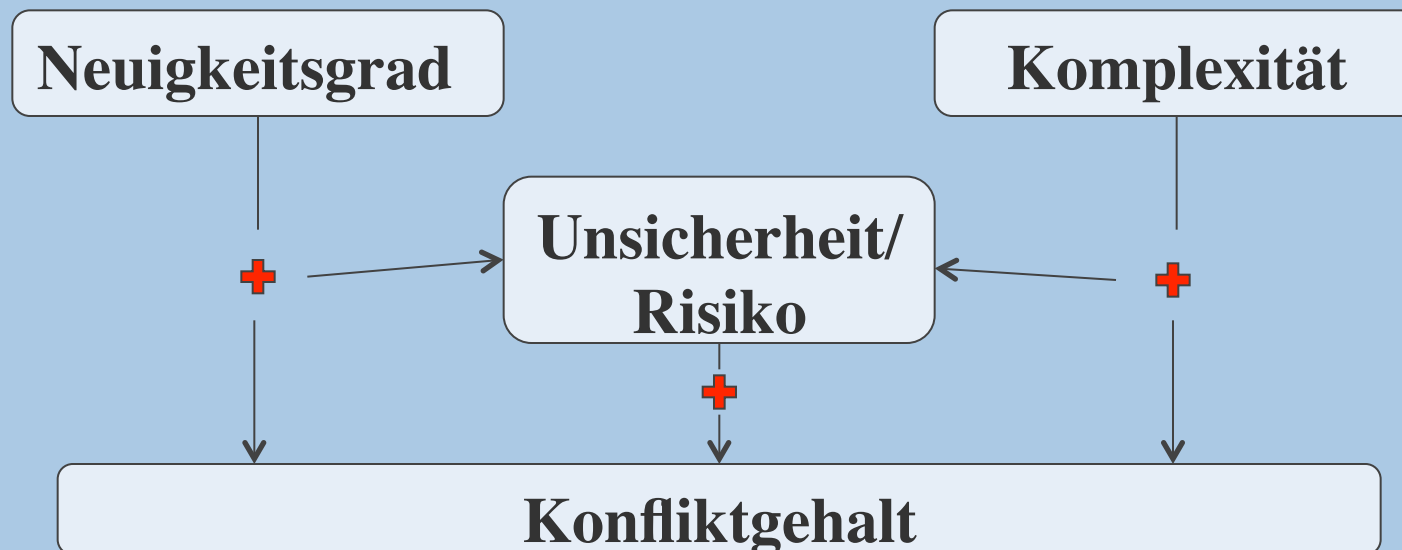 Neuigkeitsgrad
Komplexität
Unsicherheit/
Risiko
Konfliktgehalt